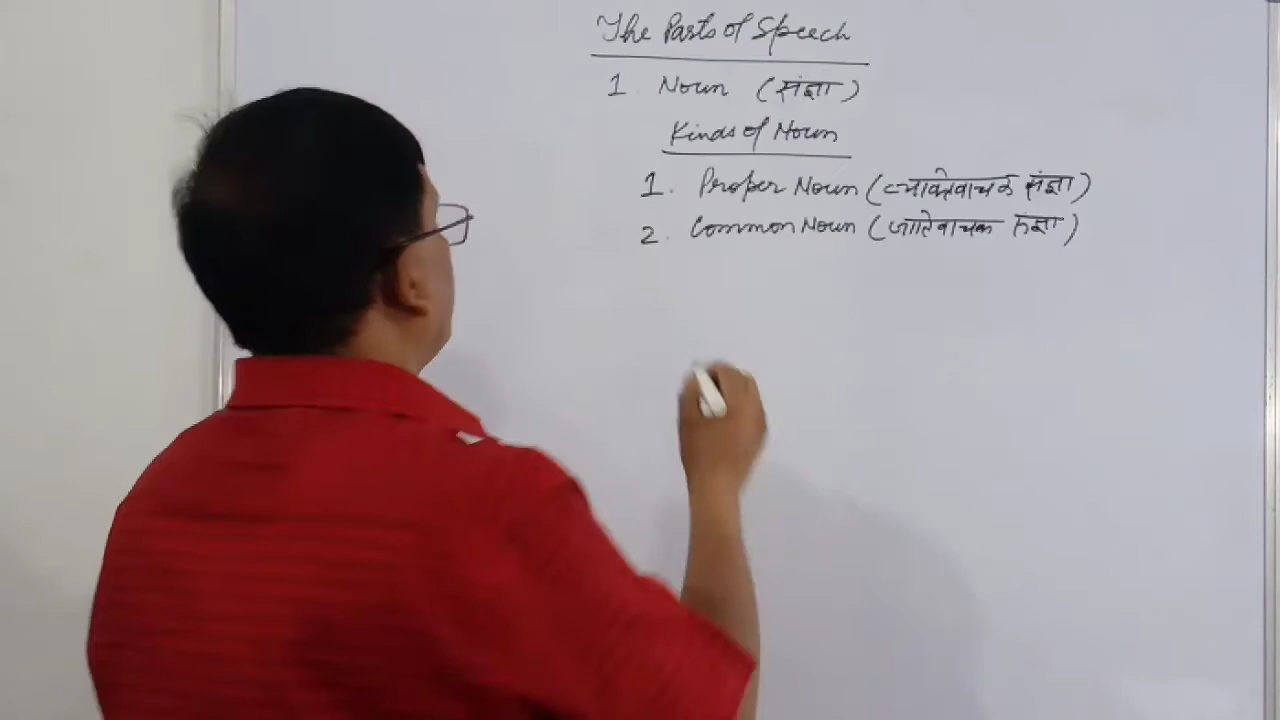 The Parts of Speech
1. Noun (संज्ञा)
Kinds of Noun
1. Proper Noun (व्यक्तिवाचक संज्ञा)
2. Common Noun (जातिवाचक संज्ञा)